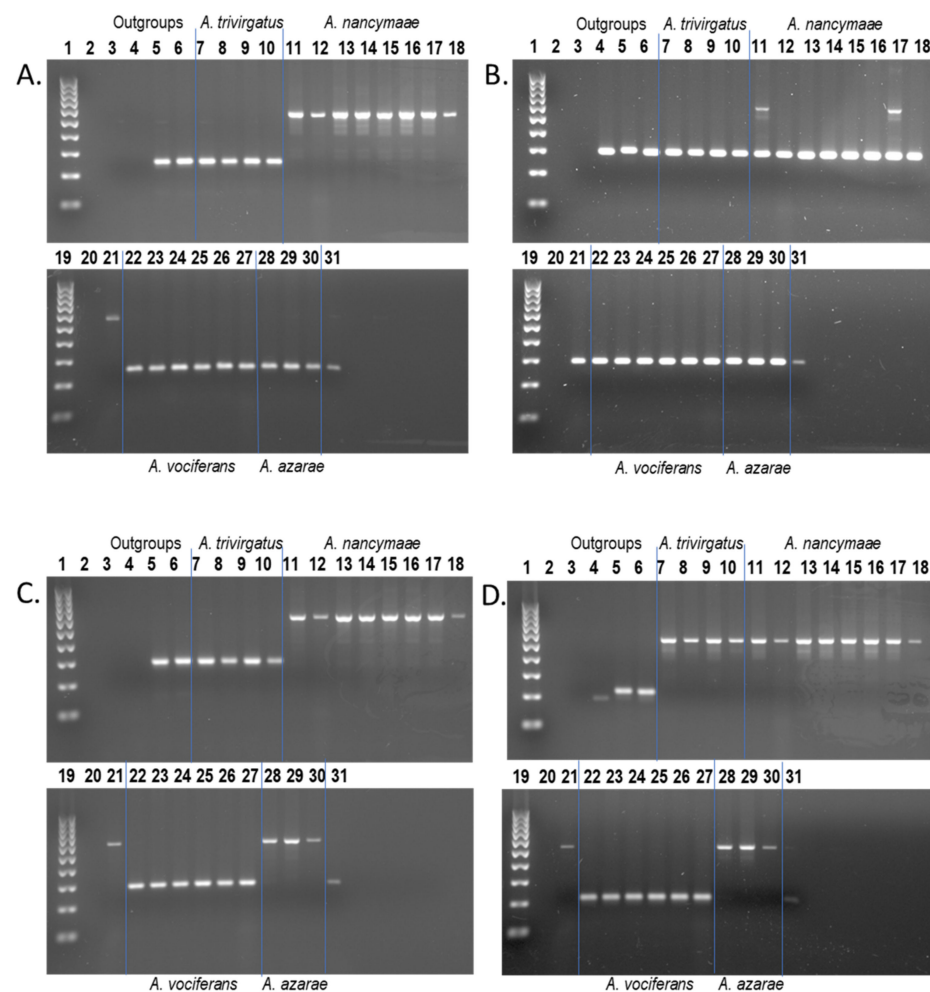 Outgroups A. trivirgatus A. nancymaae
1 2 3 4 5 6 7 8 9 10 11 12 13 14 15 16 17 18
A.
19 20 21 22 23 24 25 26 27 28 29 30 31
A. vociferans A. azarae
Outgroups A. trivirgatus A. nancymaae
1 2 3 4 5 6 7 8 9 10 11 12 13 14 15 16 17 18
B.
19 20 21 22 23 24 25 26 27 28 29 30 31
A. vociferans A. azarae
Outgroups A. trivirgatus A. nancymaae
1 2 3 4 5 6 7 8 9 10 11 12 13 14 15 16 17 18
C.
19 20 21 22 23 24 25 26 27 28 29 30 31
A. vociferans A. azarae
Outgroups A. trivirgatus A. nancymaae
1 2 3 4 5 6 7 8 9 10 11 12 13 14 15 16 17 18
D.
19 20 21 22 23 24 25 26 27 28 29 30 31
A. vociferans A. azarae